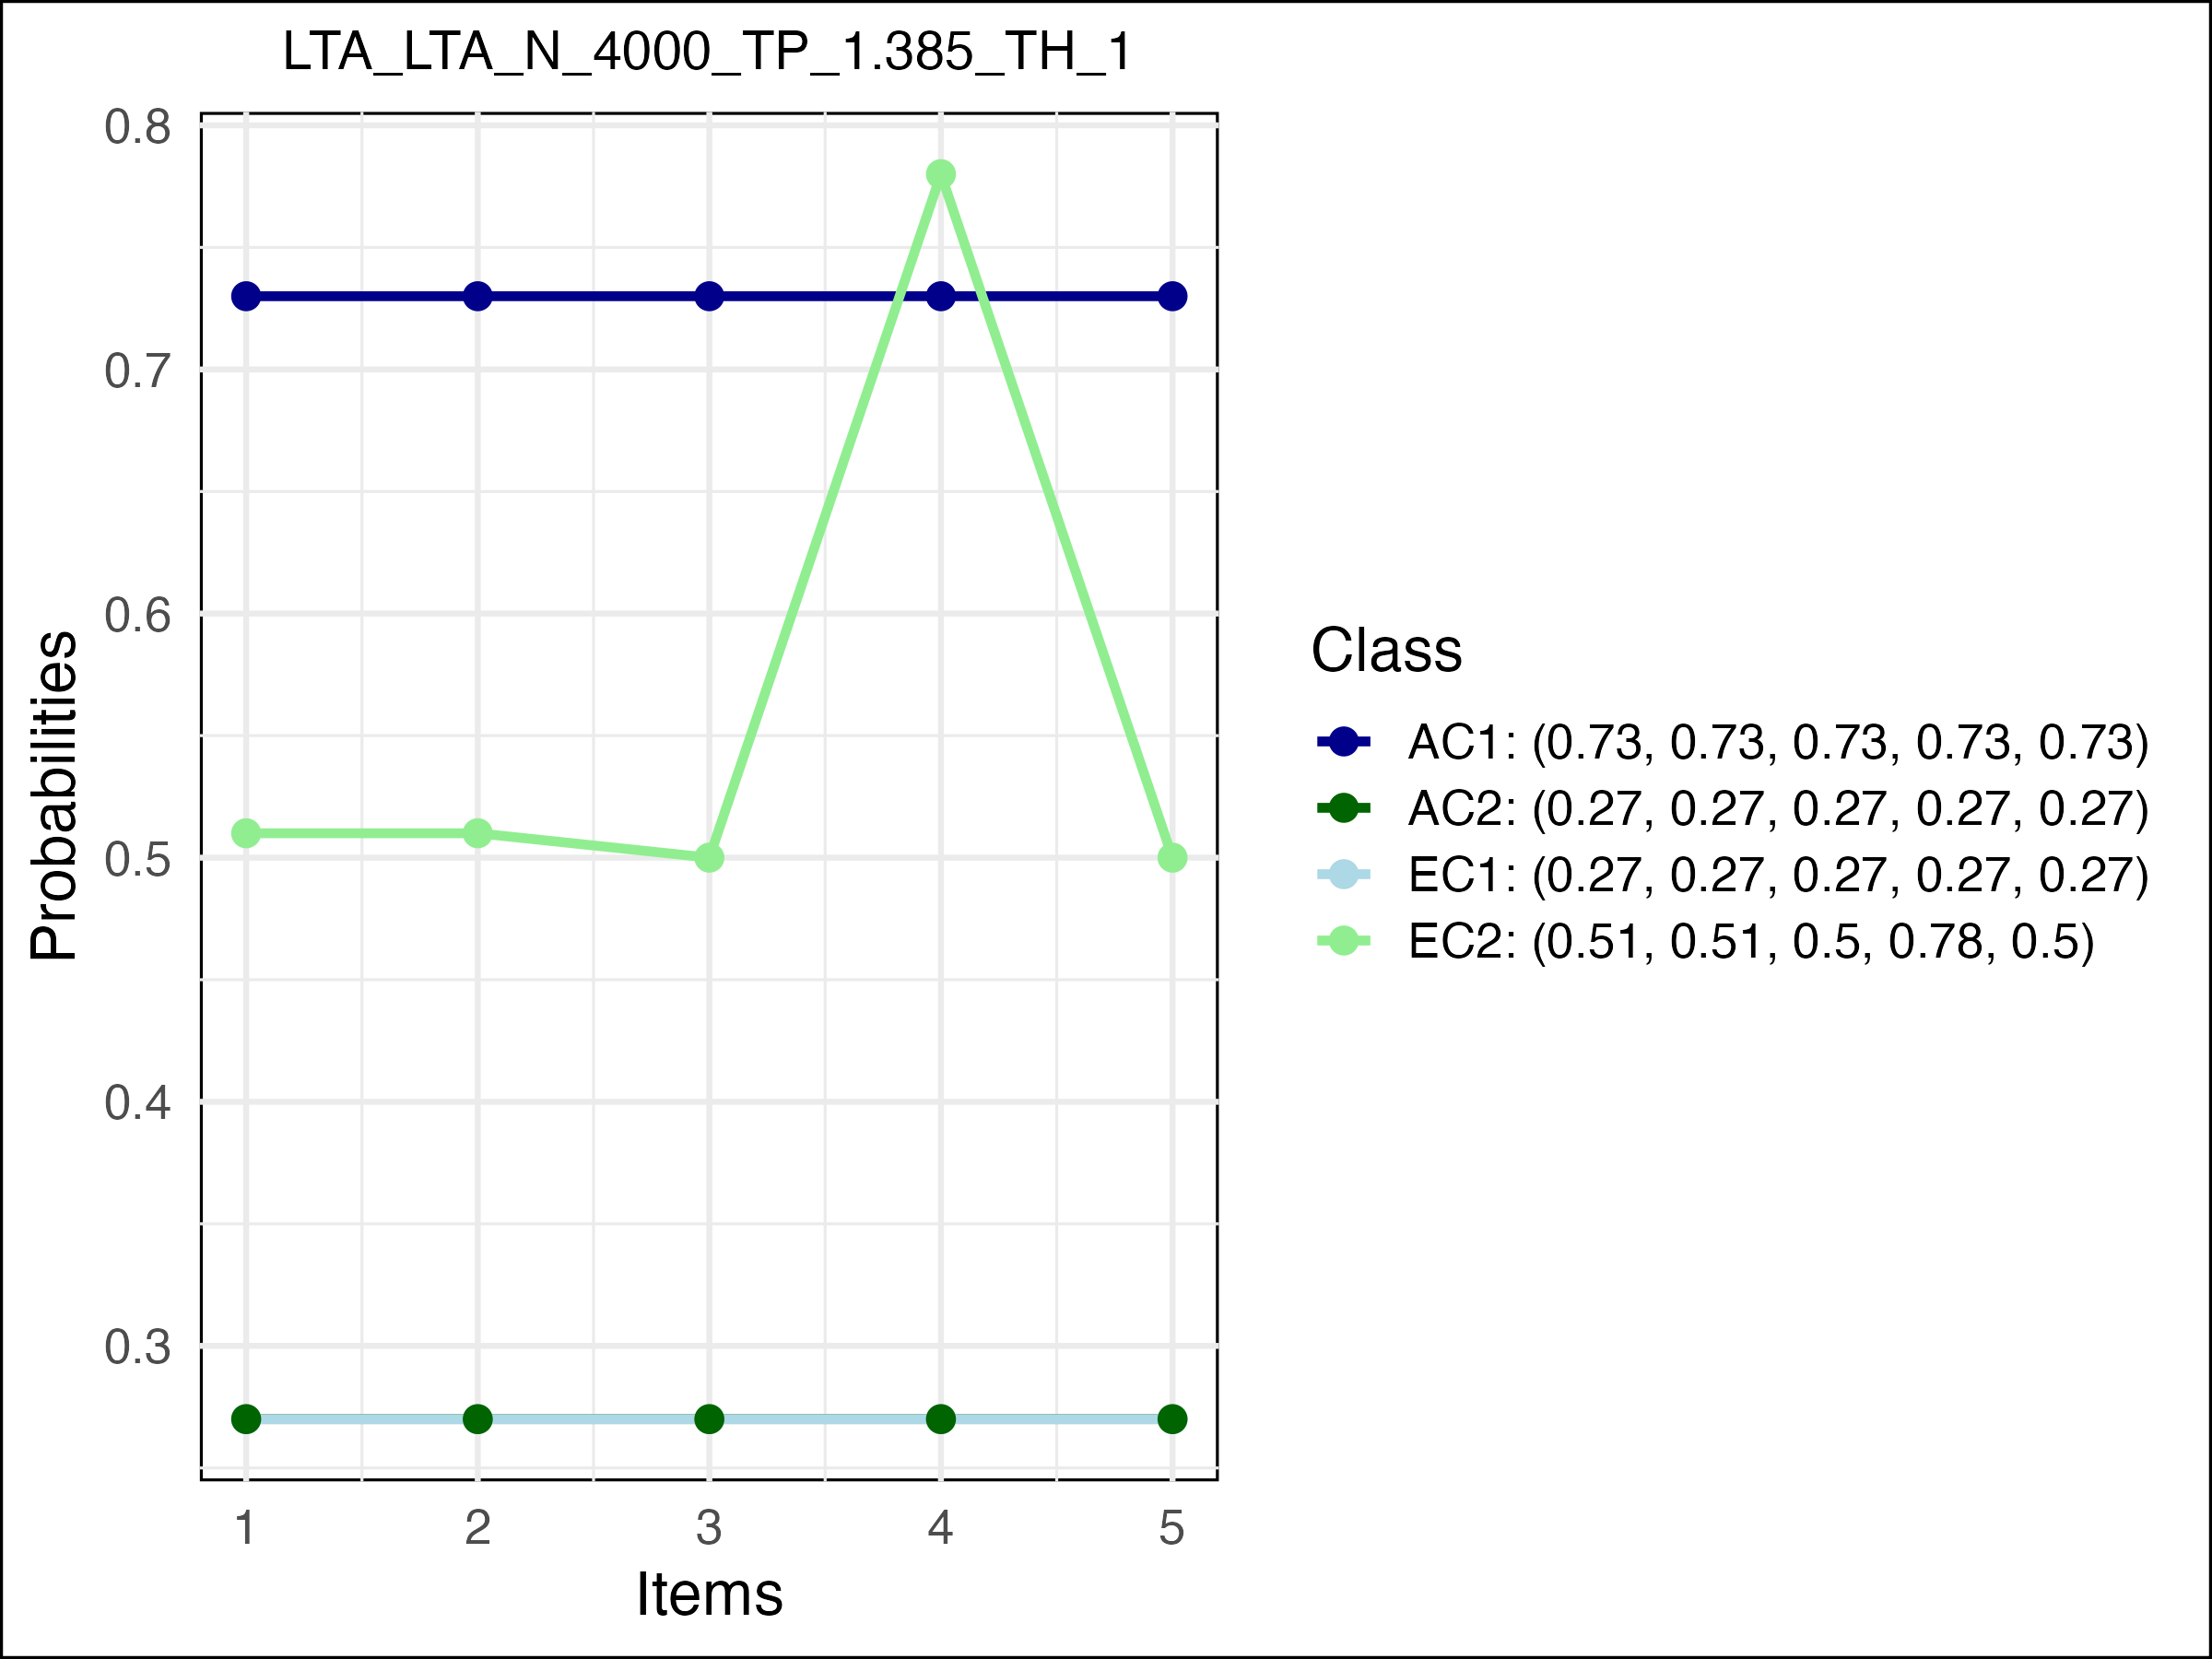 LTA_LTA_N_4000_TP_1.385_TH_1
0.8
0.7
0.6
0.5
0.4
0.3
Probabilities
1 2 3 4 5
Items
Class
AC1: (0.73, 0.73, 0.73, 0.73, 0.73)
AC2: (0.27, 0.27, 0.27, 0.27, 0.27)
EC1: (0.27, 0.27, 0.27, 0.27, 0.27)
EC2: (0.51, 0.51, 0.5, 0.78, 0.5)